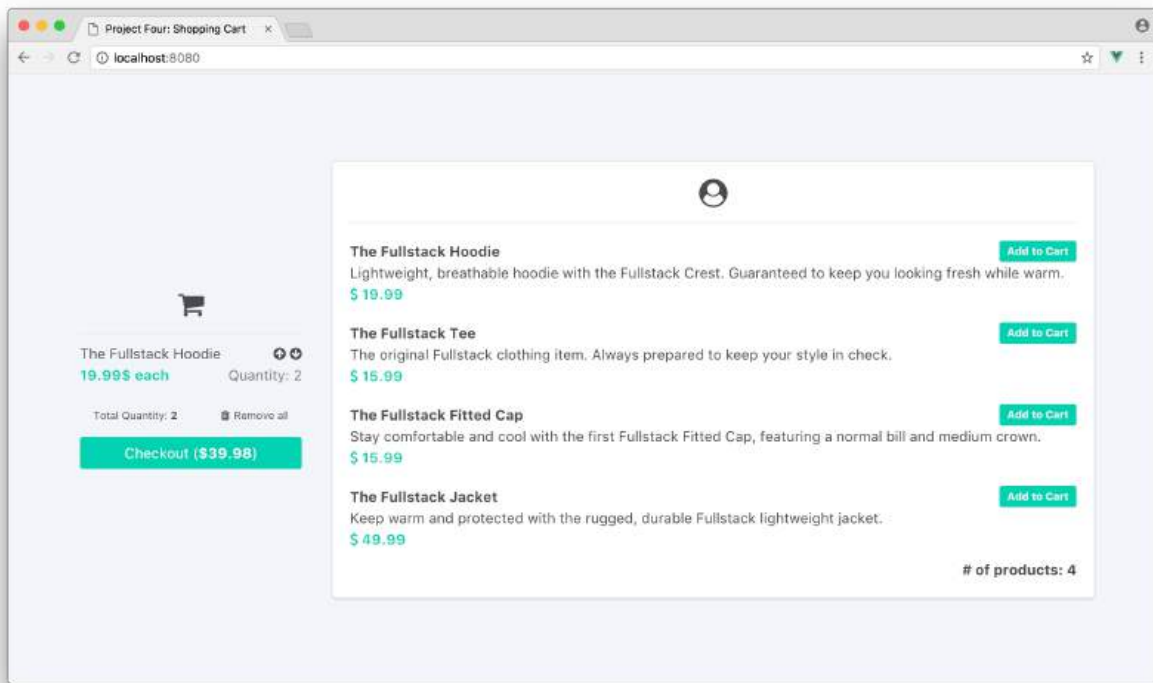 Project Four: Shopping Cart
localhost:8080
The Fullstack Hoodie
19.99$ each Quantity: 2
Total Quantity: 2 Remove all
Checkout ($39.98)
The Fullstack Hoodie Add to Cart
Lightweight, breathable hoodie with the Fullstack Crest. Guaranteed to keep you looking fresh while warm.
$ 19.99
The Fullstack Tee Add to Cart
The original Fullstack clothing item. Always prepared to keep your style in check.
$ 15.99
The Fullstack Fitted Cap Add to Cart
Stay comfortable and cool with the first Fullstack Fitted Cap, featuring a normal bill and medium crown.
$ 15.99
The Fullstack Jacket Add to Cart
Keep warm and protected with the rugged, durable Fullstack lightweight jacket.
$ 49.99
# of products: 4